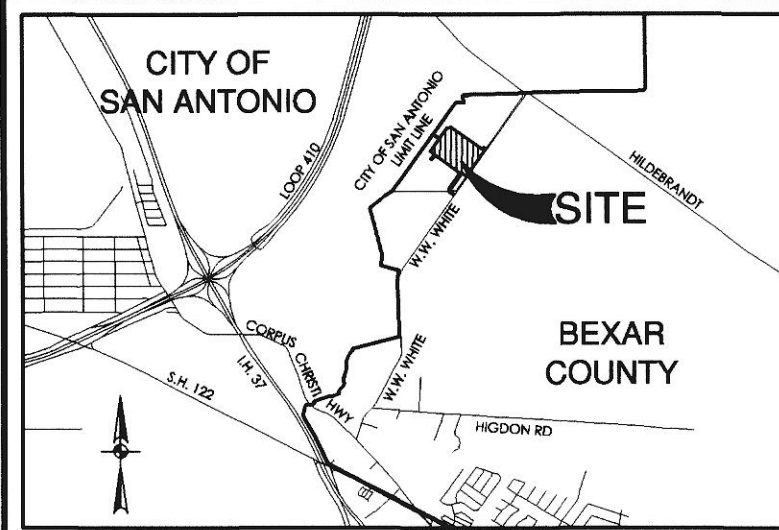 CITY OF
SAN ANTONIO
LOOP 410
CITY OF SAN ANTONIO
LIMIT LINE
HILDEBRANDT
SITE
W.W. WHITE
BEXAR
COUNTY
CORPUS CHRISTI HWY
I.H. 37
S.H. 122
W.W. WHITE
HIGDON RD